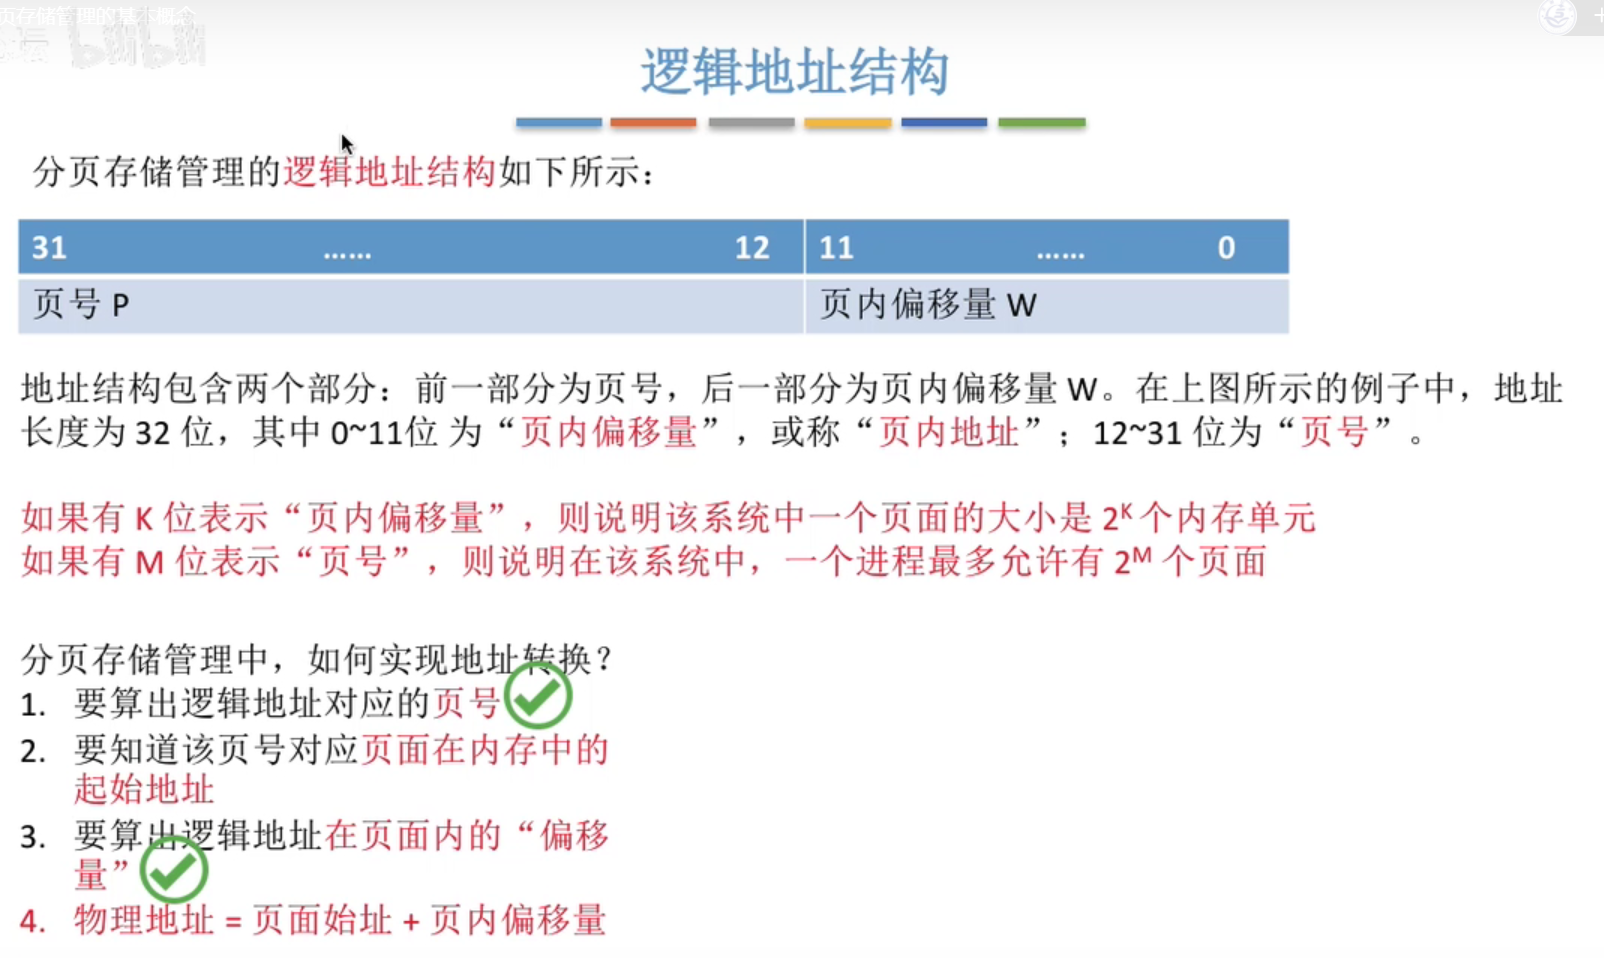 页存储管理的基本概念
bilibili
逻辑地址结构
分页存储管理的逻辑地址结构如下所示：
31 …… 12 11 …… 0
页号 P 页内偏移量 W
地址结构包含两个部分：前一部分为页号，后一部分为页内偏移量 W。在上图所示的例子中，地址
长度为 32 位，其中 0~11位 为“页内偏移量”，或称“页内地址”；12~31 位为“页号”。
如果有 K 位表示“页内偏移量”，则说明该系统中一个页面的大小是 2ᴷ 个内存单元
如果有 M 位表示“页号”，则说明在该系统中，一个进程最多允许有 2ᴹ 个页面
分页存储管理中，如何实现地址转换？
1. 要算出逻辑地址对应的页号
2. 要知道该页号对应页面在内存中的
起始地址
3. 要算出逻辑地址在页面内的“偏移
量”
4. 物理地址 = 页面始址 + 页内偏移量